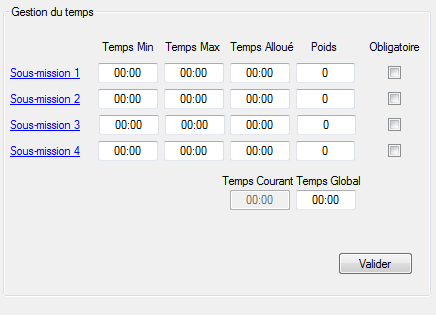 Gestion du temps
Temps Min Temps Max Temps Alloué Poids Obligatoire
Sous-mission 1 00:00 00:00 00:00 0
Sous-mission 2 00:00 00:00 00:00 0
Sous-mission 3 00:00 00:00 00:00 0
Sous-mission 4 00:00 00:00 00:00 0
Temps Courant Temps Global
00:00 00:00
Valider